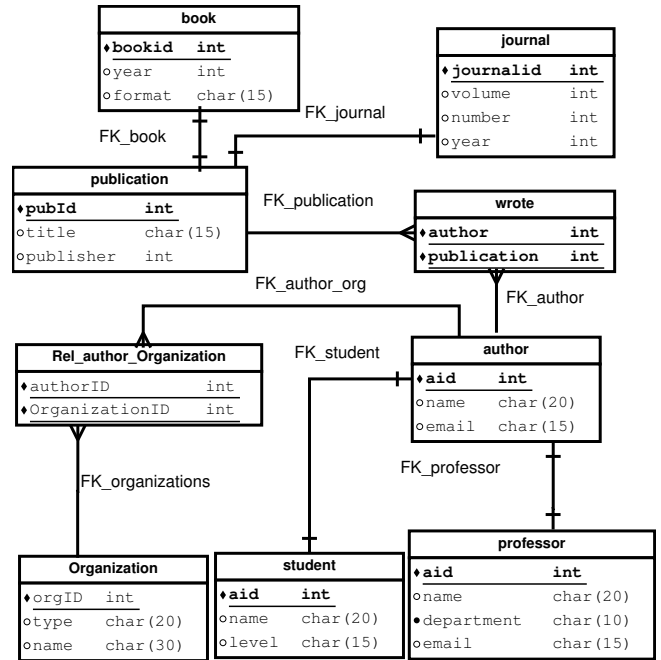 book
bookid int
year int
format char(15)
journal
journalid int
volume int
number int
year int
FK_book
FK_journal
publication
pubId int
title char(15)
publisher int
FK_publication
wrote
author int
publication int
FK_author_org
FK_author
Rel_author_Organization
authorID int
OrganizationID int
FK_student
author
aid int
name char(20)
email char(15)
FK_organizations
FK_professor
Organization
orgID int
type char(20)
name char(30)
student
aid int
name char(20)
level char(15)
professor
aid int
name char(20)
department char(10)
email char(15)